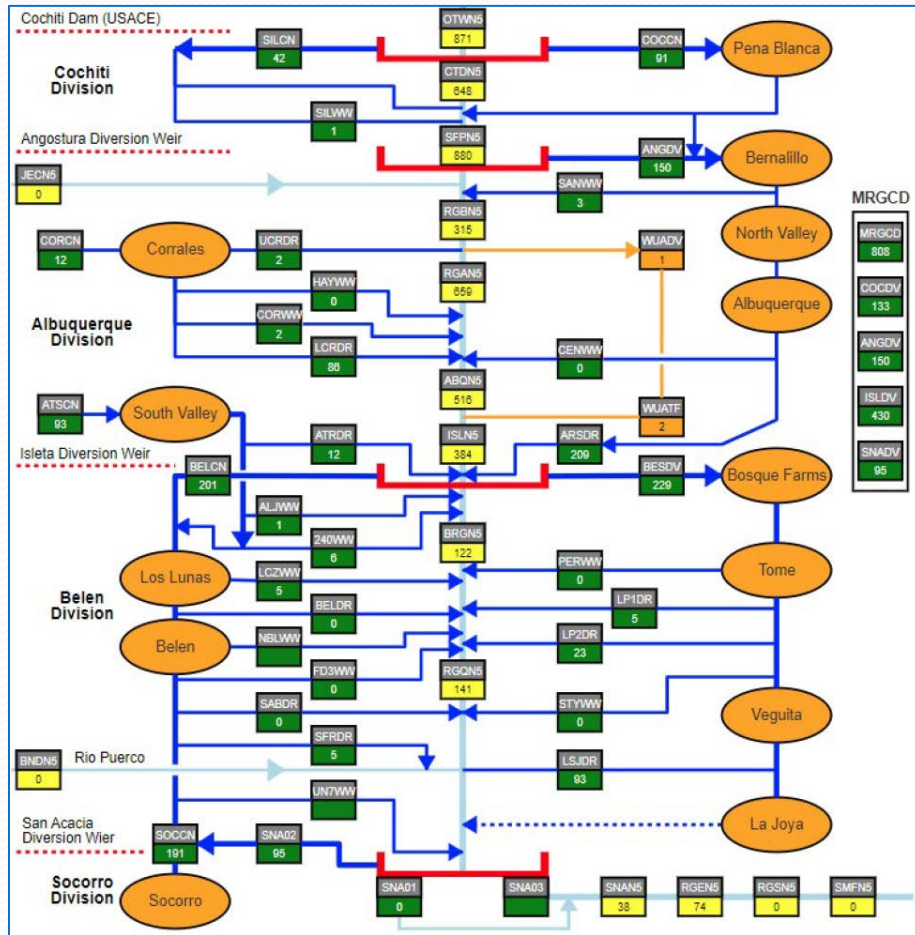 Cochiti Dam (USACE)
OTWN5
871
SILCN
42
COCCN
91
Pena Blanca
Cochiti
Division
CTDN5
648
SILWW
1
Angostura Diversion Weir
SFPN5
880
ANGDV
150
Bernalillo
JECN5
0
SANWW
3
MRGCD
RGBN5
315
North Valley
CORCN
12
Corrales
UCRDR
2
WUADV
1
MRGCD
808
HAYWW
0
RGAN5
659
COCDV
133
Albuquerque
Division
CORWW
2
Albuquerque
LCRDR
86
CENWW
0
ANGDV
150
ABQN5
516
ATSCN
93
South Valley
WUATF
2
ISLDV
430
ATRDR
12
ISLN5
384
ARSDR
209
Isleta Diversion Weir
BELCN
201
BESDV
229
Bosque Farms
SNADV
95
ALJWW
1
240WW
6
BRGN5
122
Los Lunas
LCZWW
5
PERWW
0
Tome
Belen
Division
BELDR
0
LP1DR
5
Belen
NBLWW
LP2DR
23
FD3WW
0
RGQN5
141
SABDR
0
STYWW
0
Veguita
SFRDR
5
BNDN5
0
Rio Puerco
LSJDR
93
UN7WW
San Acacia
Diversion Wier
La Joya
SOCCN
191
SNA02
95
Socorro
Division
Socorro
SNA01
0
SNA03
SNAN5
38
RGEN5
74
RGSN5
0
SMFN5
0